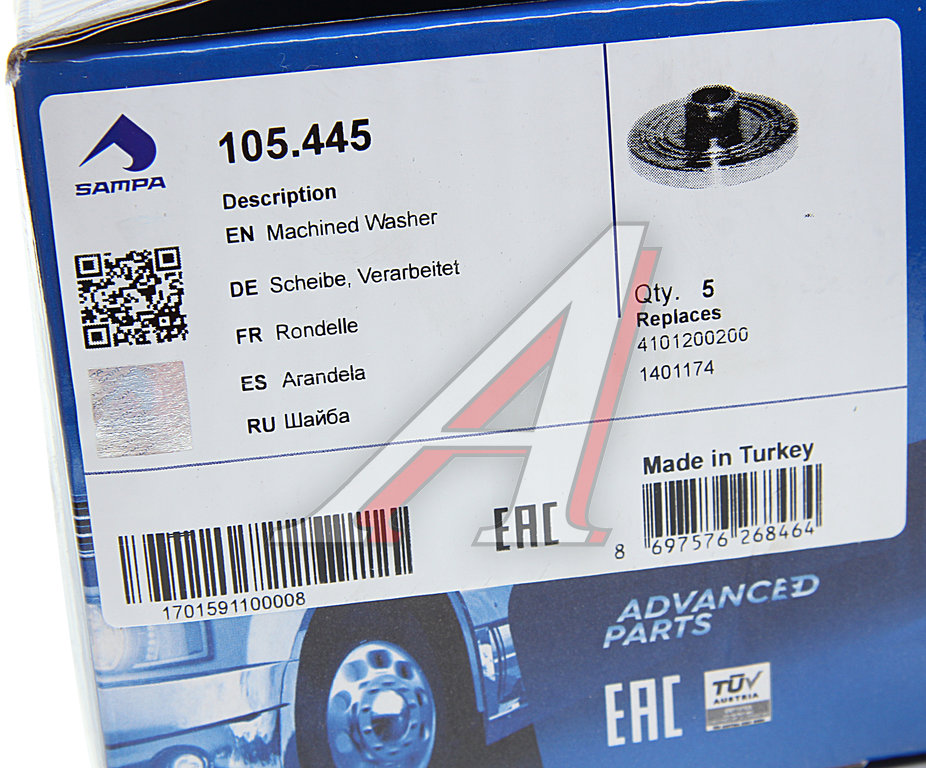 SAMPA
105.445
Description
EN Machined Washer
DE Scheibe, Verarbeitet
FR Rondelle
ES Arandela
RU Шайба
Qty. 5
Replaces
4101200200
1401174
Made in Turkey
1701591100008
EAC
8 697576 268464
ADVANCED
PARTS
EAC
TÜV
AUSTRIA